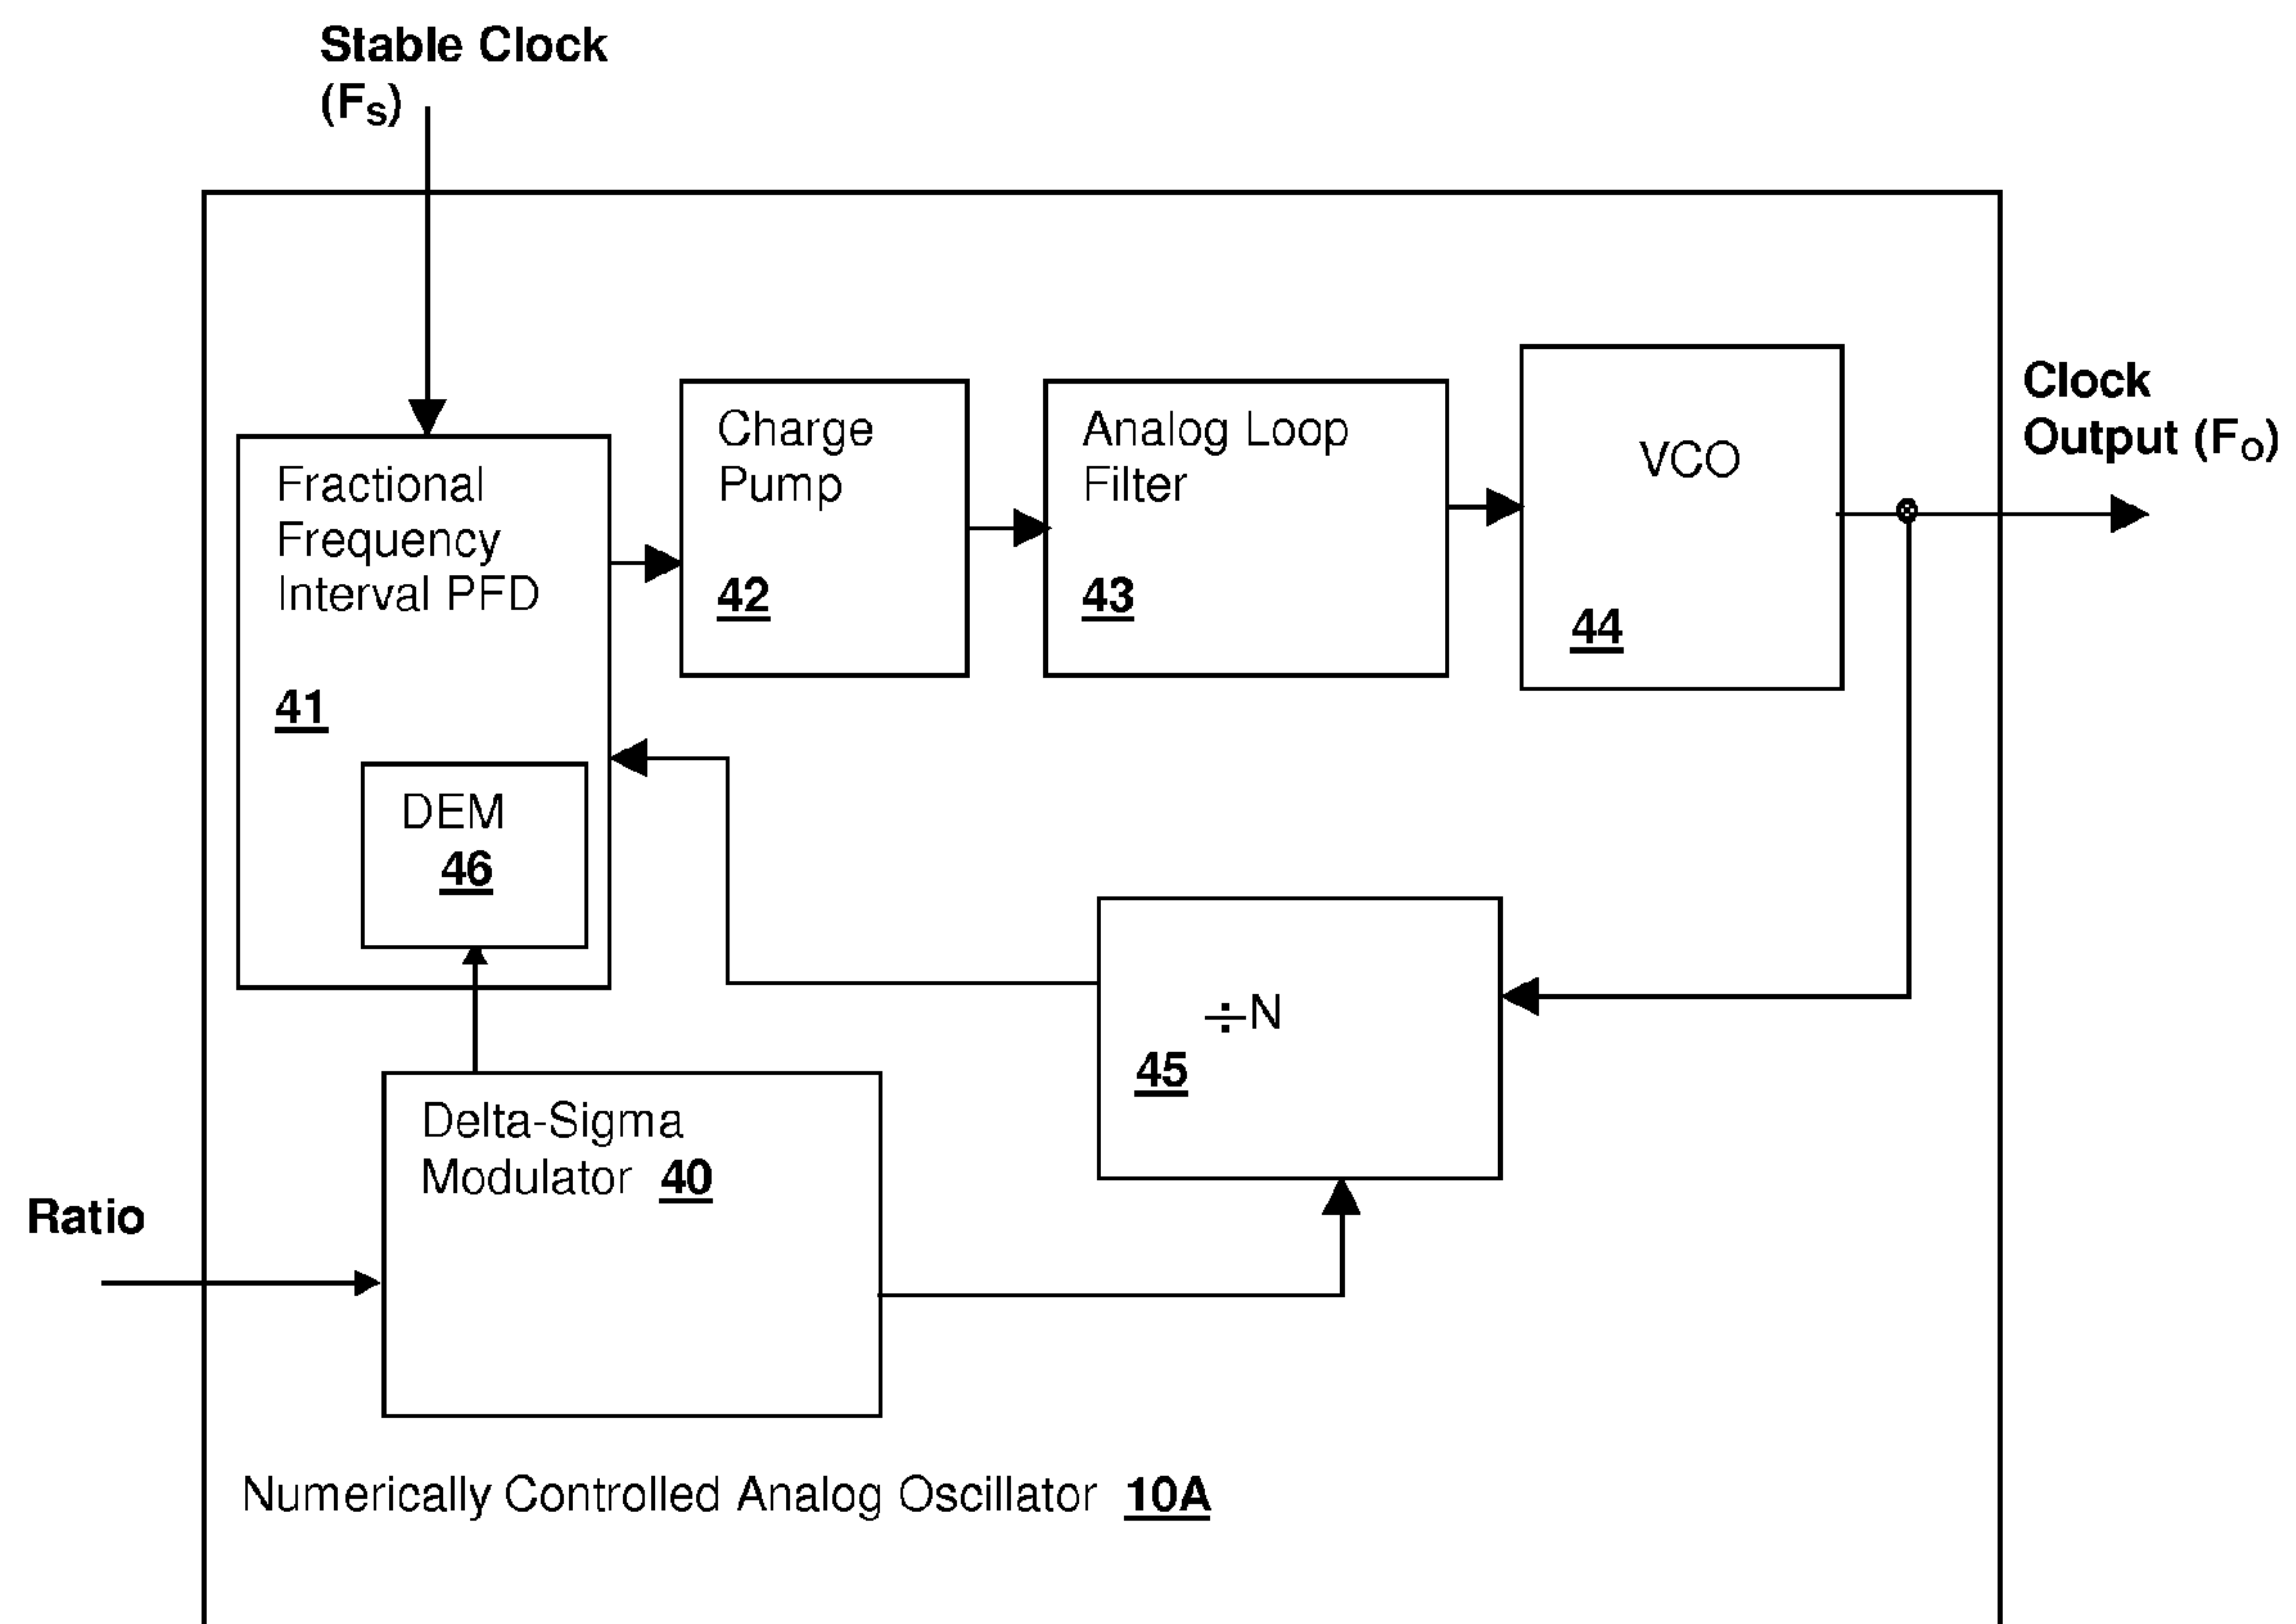 Stable Clock
(FS)
Clock
Output (FO)
Fractional
Frequency
Interval PFD
41
Charge
Pump
42
Analog Loop
Filter
43
VCO
44
DEM
46
÷N
45
Delta-Sigma
Modulator 40
Ratio
Numerically Controlled Analog Oscillator 10A